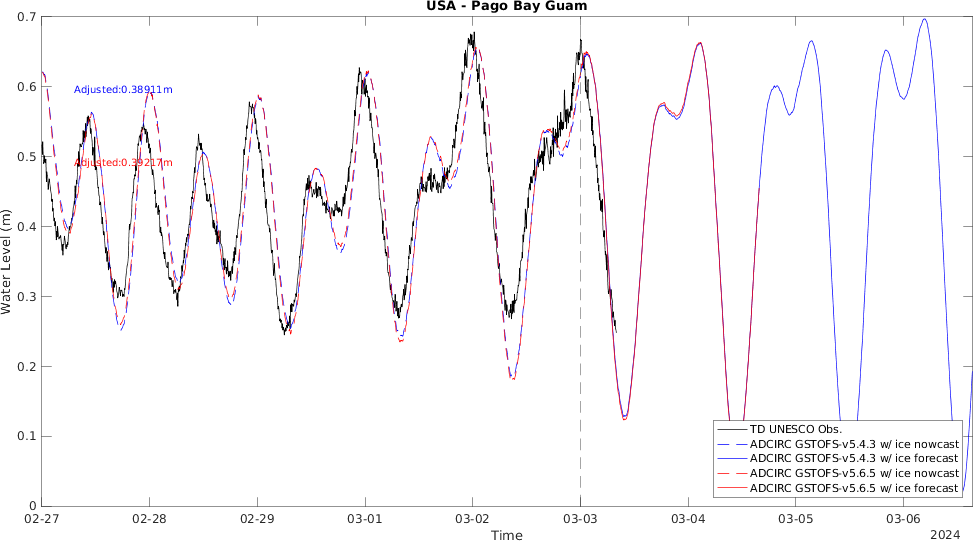 USA - Pago Bay Guam
0.7
0.6
0.5
0.4
0.3
0.2
0.1
0
Water Level (m)
Adjusted:0.38911m
Adjusted:0.39217m
TD UNESCO Obs.
ADCIRC GSTOFS-v5.4.3 w/ ice nowcast
ADCIRC GSTOFS-v5.4.3 w/ ice forecast
ADCIRC GSTOFS-v5.6.5 w/ ice nowcast
ADCIRC GSTOFS-v5.6.5 w/ ice forecast
02-27 02-28 02-29 03-01 03-02 03-03 03-04 03-05 03-06
Time
2024